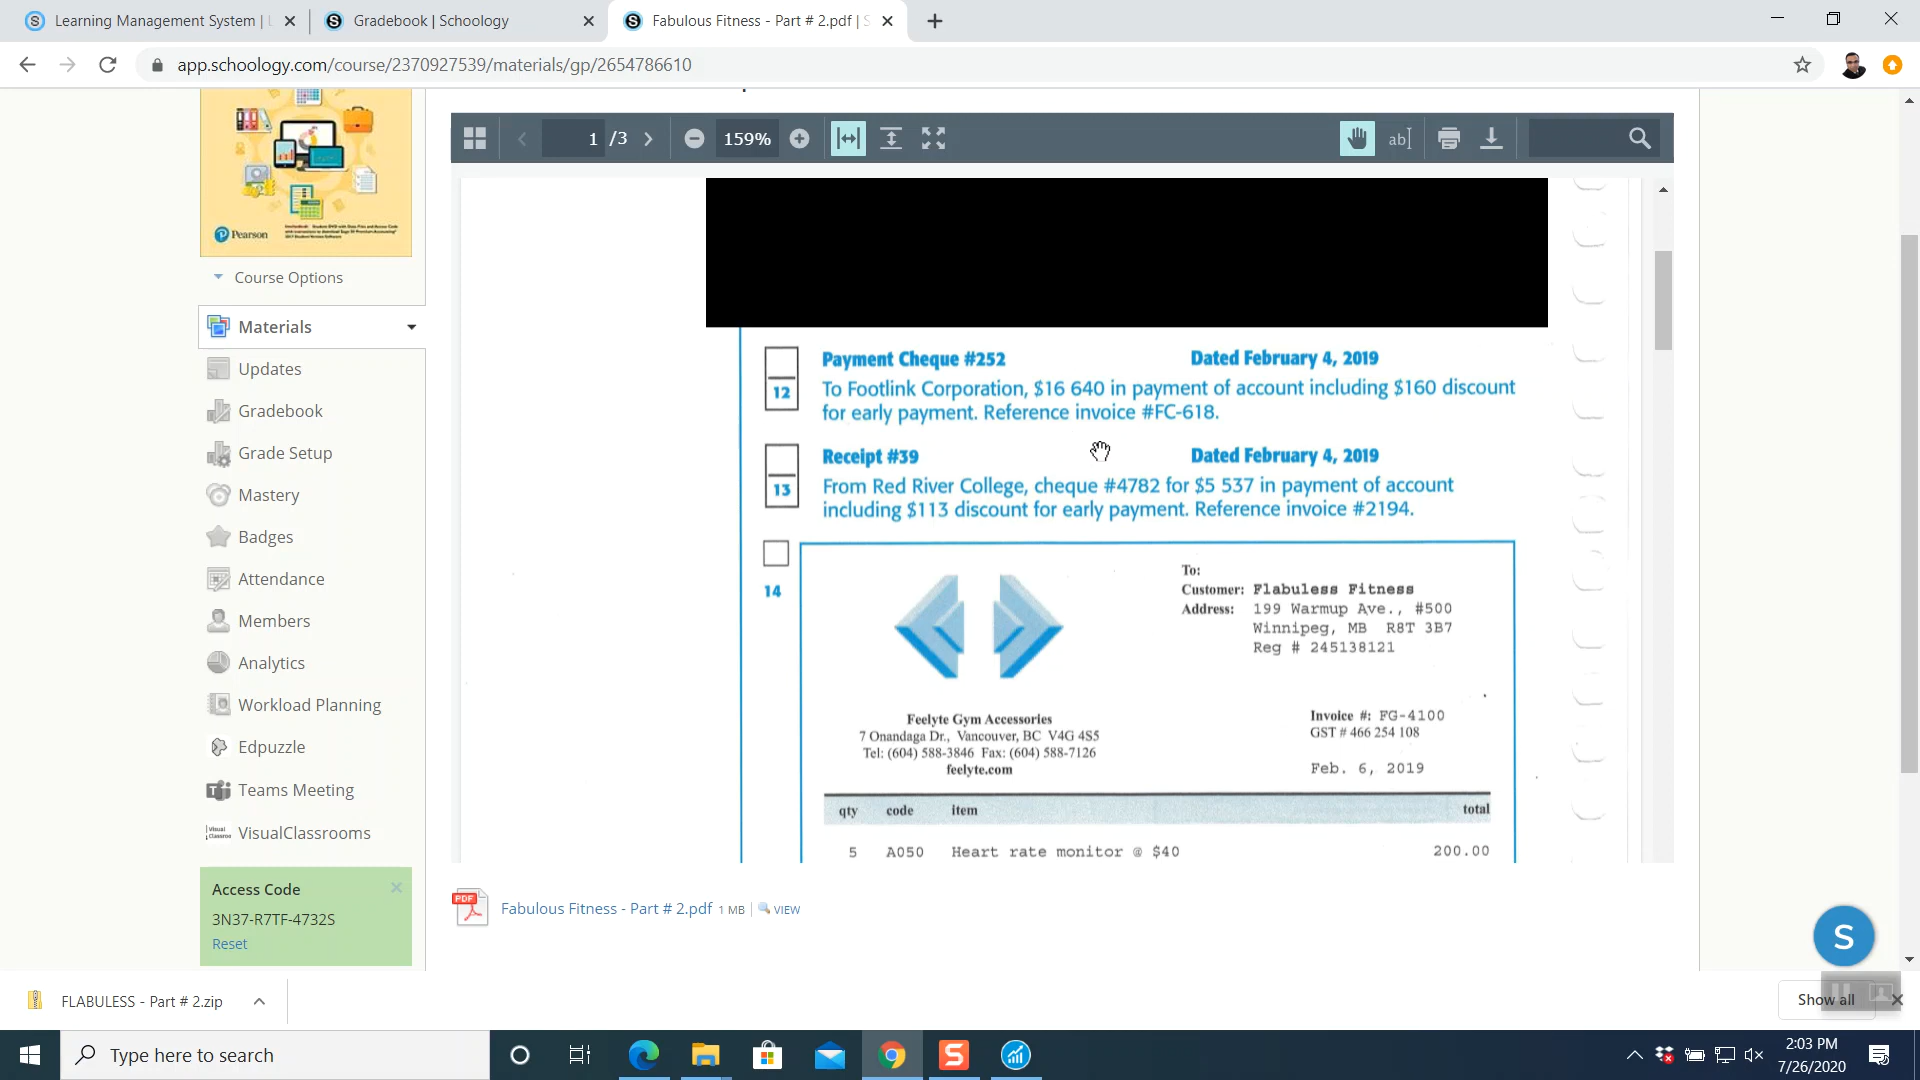 Learning Management System |
Gradebook | Schoology
Fabulous Fitness - Part # 2.pdf |
app.schoology.com/course/2370927539/materials/gp/2654786610
Pearson
Course Options
Materials
Updates
Gradebook
Grade Setup
Mastery
Badges
Attendance
Members
Analytics
Workload Planning
Edpuzzle
Teams Meeting
VisualClassrooms
Access Code
3N37-R7TF-4732S
Reset
1 /3
159%
ab
12
Payment Cheque #252 Dated February 4, 2019
To Footlink Corporation, $16 640 in payment of account including $160 discount
for early payment. Reference invoice #FC-618.
13
Receipt #39 Dated February 4, 2019
From Red River College, cheque #4782 for $5 537 in payment of account
including $113 discount for early payment. Reference invoice #2194.
14
To:
Customer: Flabuless Fitness
Address: 199 Warmup Ave., #500
Winnipeg, MB R8T 3B7
Reg # 245138121
Feelyte Gym Accessories
7 Onandaga Dr., Vancouver, BC V4G 4S5
Tel: (604) 588-3846 Fax: (604) 588-7126
feelyte.com
Invoice #: FG-4100
GST # 466 254 108
Feb. 6, 2019
qty code item total
5 A050 Heart rate monitor @ $40 200.00
PDF
Fabulous Fitness - Part # 2.pdf 1 MB | VIEW
S
FLABULESS - Part # 2.zip
Show all
Type here to search
2:03 PM
7/26/2020